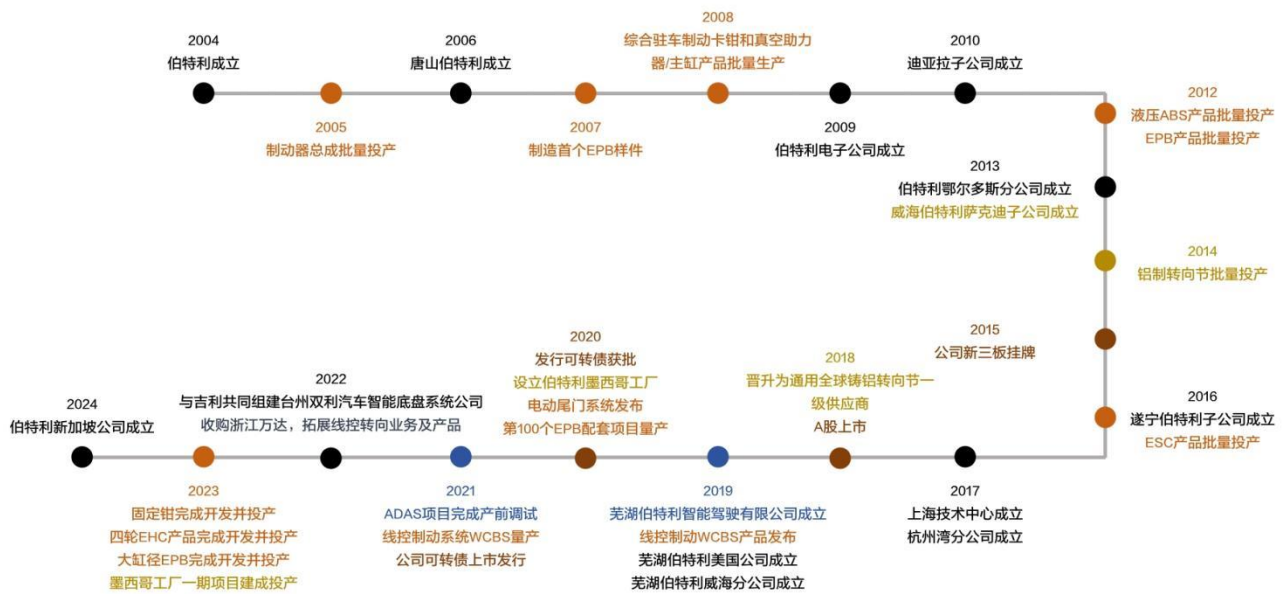 2004
伯特利成立
2005
制动器总成批量投产
2006
唐山伯特利成立
2007
制造首个EPB样件
2008
综合驻车制动卡钳和真空助力
器/主缸产品批量生产
2009
伯特利电子公司成立
2010
迪亚拉子公司成立
2012
液压ABS产品批量投产
EPB产品批量投产
2013
伯特利鄂尔多斯分公司成立
威海伯特利萨克迪子公司成立
2014
铝制转向节批量投产
2015
公司新三板挂牌
2016
遂宁伯特利子公司成立
ESC产品批量投产
2017
上海技术中心成立
杭州湾分公司成立
2018
晋升为通用全球铸铝转向节一
级供应商
A股上市
2019
芜湖伯特利智能驾驶有限公司成立
线控制动WCBS产品发布
芜湖伯特利美国公司成立
芜湖伯特利威海分公司成立
2020
发行可转债获批
设立伯特利墨西哥工厂
电动尾门系统发布
第100个EPB配套项目量产
2021
ADAS项目完成产前调试
线控制动系统WCBS量产
公司可转债上市发行
2022
与吉利共同组建台州双利汽车智能底盘系统公司
收购浙江万达，拓展线控转向业务及产品
2023
固定钳完成开发并投产
四轮EHC产品完成开发并投产
大缸径EPB完成开发并投产
墨西哥工厂一期项目建成投产
2024
伯特利新加坡公司成立